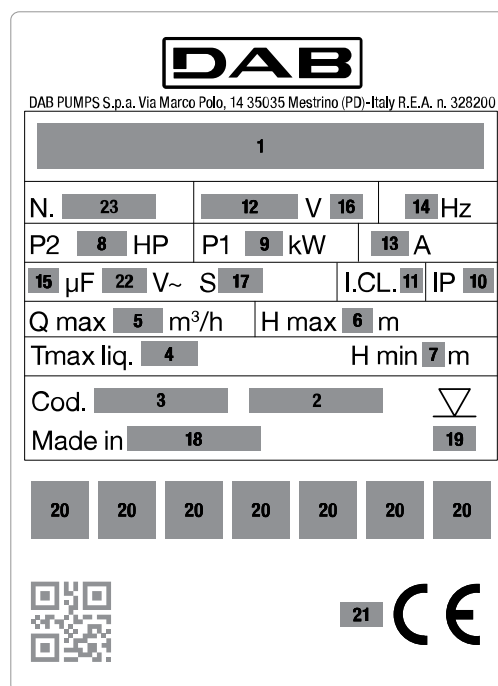 DAB
DAB PUMPS S.p.a. Via Marco Polo, 14 35035 Mestrino (PD)-Italy R.E.A. n. 328200
1
N. 23 12 V 16 14 Hz
P2 8 HP P1 9 kW 13 A
15 µF 22 V~ S 17 I.CL. 11 IP 10
Q max 5 m³/h H max 6 m
Tmax liq. 4 H min 7 m
Cod. 3 2
Made in 18 19
20 20 20 20 20 20 20
21 CE